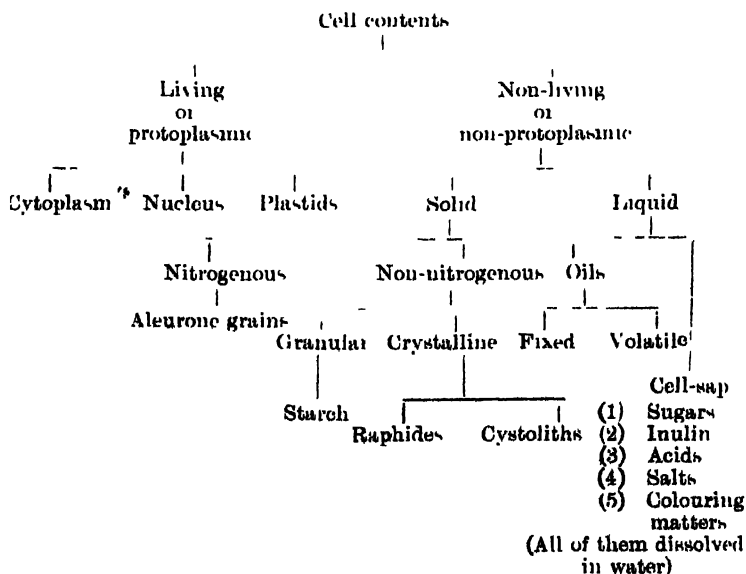 Cell contents
Living Non-living
or or
protoplasmic non-protoplasmic
Cytoplasm Nucleus Plastids Solid Liquid
Nitrogenous Non-nitrogenous Oils
Aleurone grains
Granular Crystalline Fixed Volatile
Cell-sap
Starch (1) Sugars
Raphides Cystoliths (2) Inulin
(3) Acids
(4) Salts
(5) Colouring
matters
(All of them dissolved
in water)